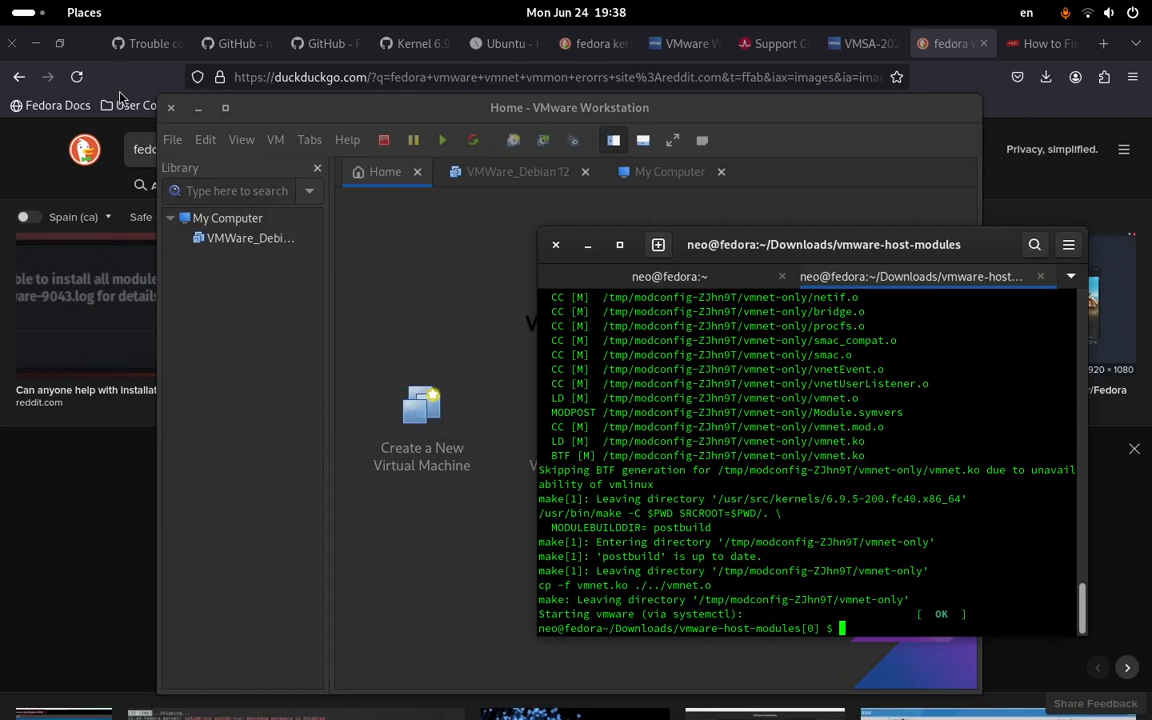 Places
Mon Jun 24 19:38
en
Trouble co
GitHub - n
GitHub - F
Kernel 6.9
Ubuntu - H
fedora ker
VMware W
Support C
VMSA-202
fedora v
How to Fi
https://duckduckgo.com/?q=fedora+vmware+vmnet+vmmon+erorrs+site%3Areddit.com&t=ffab&iax=images&ia=ima
Fedora Docs
User Co
Home - VMware Workstation
File Edit View VM Tabs Help
fedo
Privacy, simplified.
Library
Type here to search
Home
VMWare_Debian 12
My Computer
Spain (ca)
Safe
My Computer
VMWare_Debi...
ble to install all module
are-9043.log for details
Can anyone help with installat
reddit.com
Create a New
Virtual Machine
neo@fedora:~/Downloads/vmware-host-modules
neo@fedora:~
neo@fedora:~/Downloads/vmware-host...
CC [M] /tmp/modconfig-ZJhn9T/vmnet-only/netif.o
CC [M] /tmp/modconfig-ZJhn9T/vmnet-only/bridge.o
CC [M] /tmp/modconfig-ZJhn9T/vmnet-only/procfs.o
CC [M] /tmp/modconfig-ZJhn9T/vmnet-only/smac_compat.o
CC [M] /tmp/modconfig-ZJhn9T/vmnet-only/smac.o
CC [M] /tmp/modconfig-ZJhn9T/vmnet-only/vnetEvent.o
CC [M] /tmp/modconfig-ZJhn9T/vmnet-only/vnetUserListener.o
LD [M] /tmp/modconfig-ZJhn9T/vmnet-only/vmnet.o
MODPOST /tmp/modconfig-ZJhn9T/vmnet-only/Module.symvers
CC [M] /tmp/modconfig-ZJhn9T/vmnet-only/vmnet.mod.o
LD [M] /tmp/modconfig-ZJhn9T/vmnet-only/vmnet.ko
BTF [M] /tmp/modconfig-ZJhn9T/vmnet-only/vmnet.ko
Skipping BTF generation for /tmp/modconfig-ZJhn9T/vmnet-only/vmnet.ko due to unavail
ability of vmlinux
make[1]: Leaving directory '/usr/src/kernels/6.9.5-200.fc40.x86_64'
/usr/bin/make -C $PWD SRCROOT=$PWD/. \
MODULEBUILDDIR= postbuild
make[1]: Entering directory '/tmp/modconfig-ZJhn9T/vmnet-only'
make[1]: 'postbuild' is up to date.
make[1]: Leaving directory '/tmp/modconfig-ZJhn9T/vmnet-only'
cp -f vmnet.ko ./../vmnet.o
make: Leaving directory '/tmp/modconfig-ZJhn9T/vmnet-only'
Starting vmware (via systemctl): [ OK ]
neo@fedora~/Downloads/vmware-host-modules[0] $
920 × 1080
/Fedora
Share Feedback